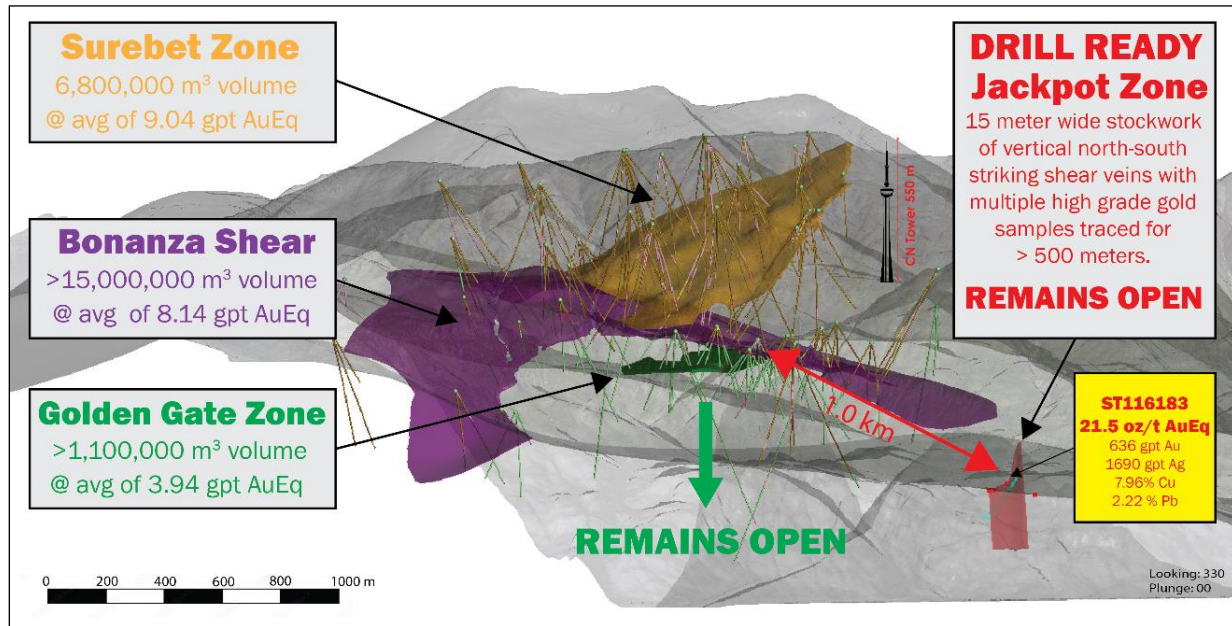 Surebet Zone
6,800,000 m³ volume
@ avg of 9.04 gpt AuEq
Bonanza Shear
>15,000,000 m³ volume
@ avg of 8.14 gpt AuEq
Golden Gate Zone
>1,100,000 m³ volume
@ avg of 3.94 gpt AuEq
CN Tower 550 m
DRILL READY
Jackpot Zone
15 meter wide stockwork
of vertical north-south
striking shear veins with
multiple high grade gold
samples traced for
> 500 meters.
REMAINS OPEN
1.0 km
ST116183
21.5 oz/t AuEq
636 gpt Au
1690 gpt Ag
7.96% Cu
2.22 % Pb
REMAINS OPEN
0 200 400 600 800 1000 m
Looking: 330
Plunge: 00